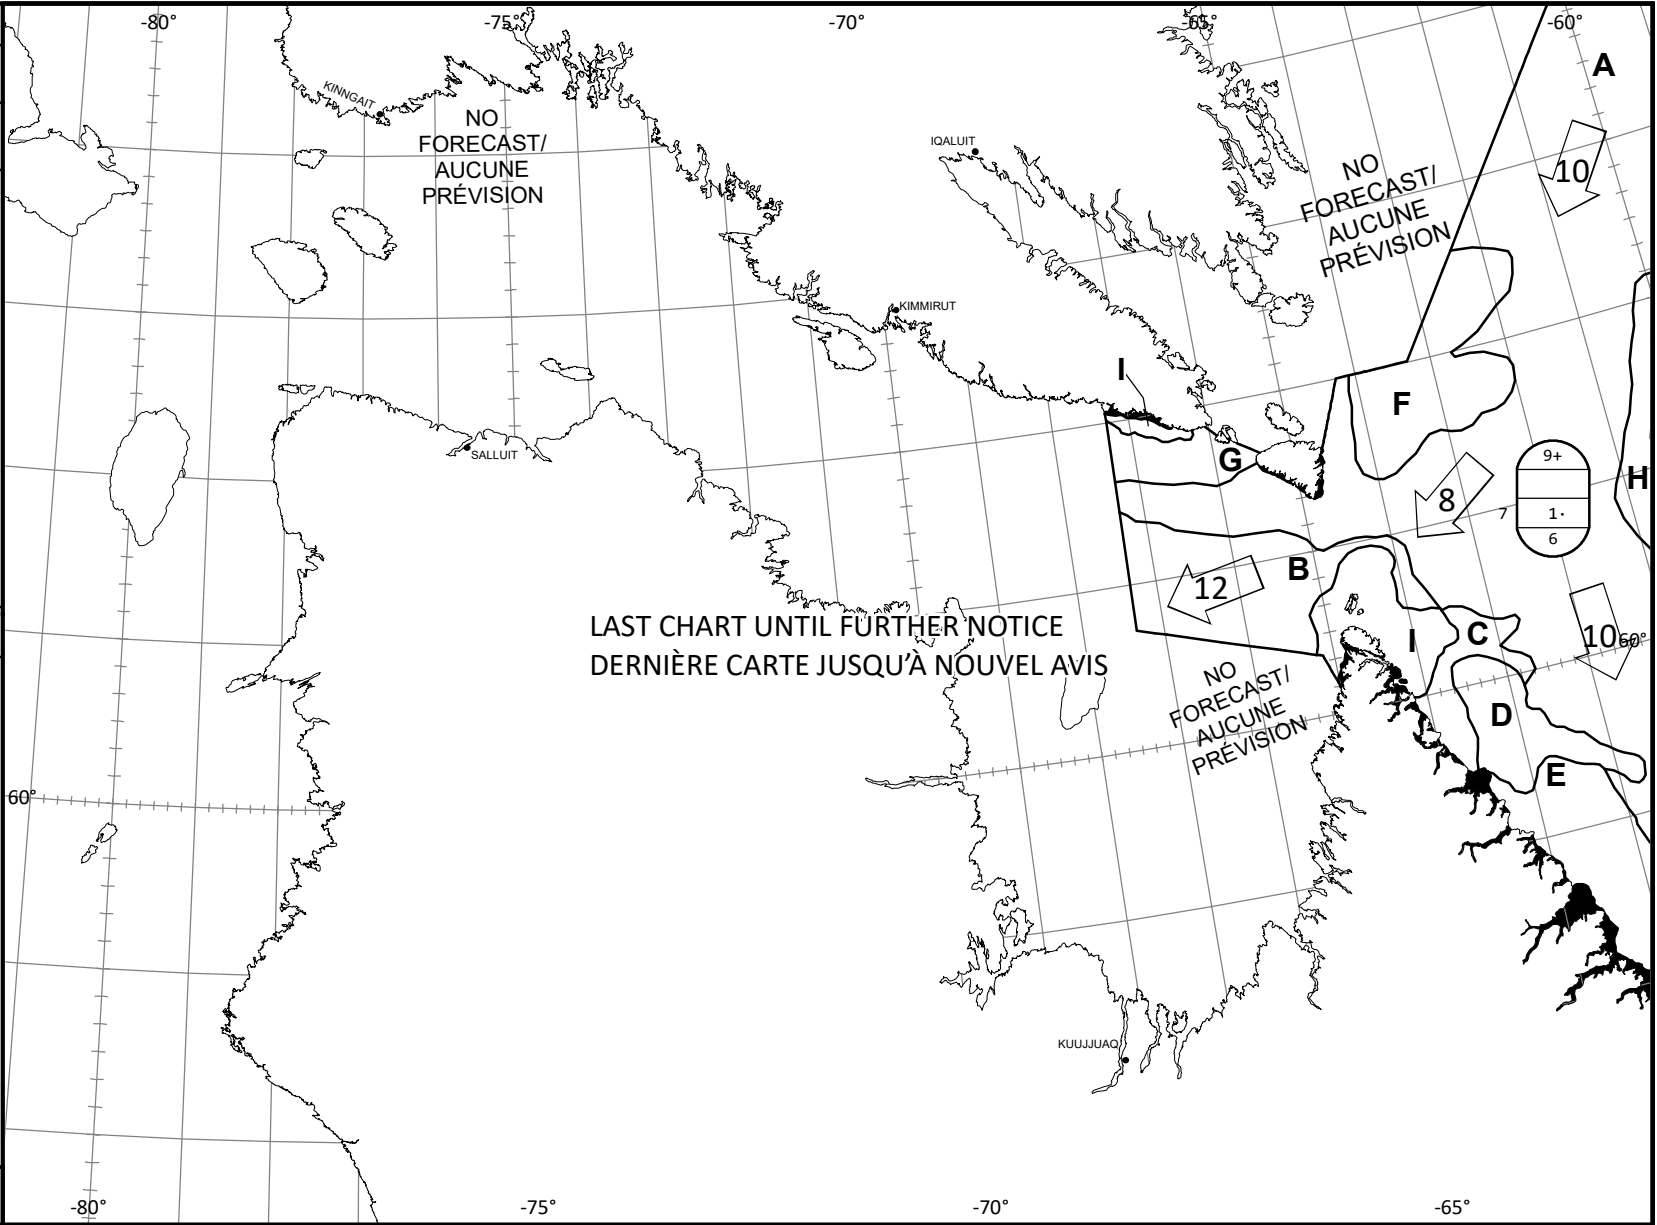 -80°
-75°
-70°
-65°
-60°
A
KINNGAIT
NO
FORECAST/
AUCUNE
PRÉVISION
IQALUIT
NO
FORECAST/
AUCUNE
PRÉVISION
10
KIMMIRUT
I
F
SALLUIT
G
9+
H
8
7
1·
6
B
12
LAST CHART UNTIL FURTHER NOTICE
DERNIÈRE CARTE JUSQU'À NOUVEL AVIS
I
C
10
60°
NO
FORECAST/
AUCUNE
PRÉVISION
D
E
60°
KUUJJUAQ
-80°
-75°
-70°
-65°